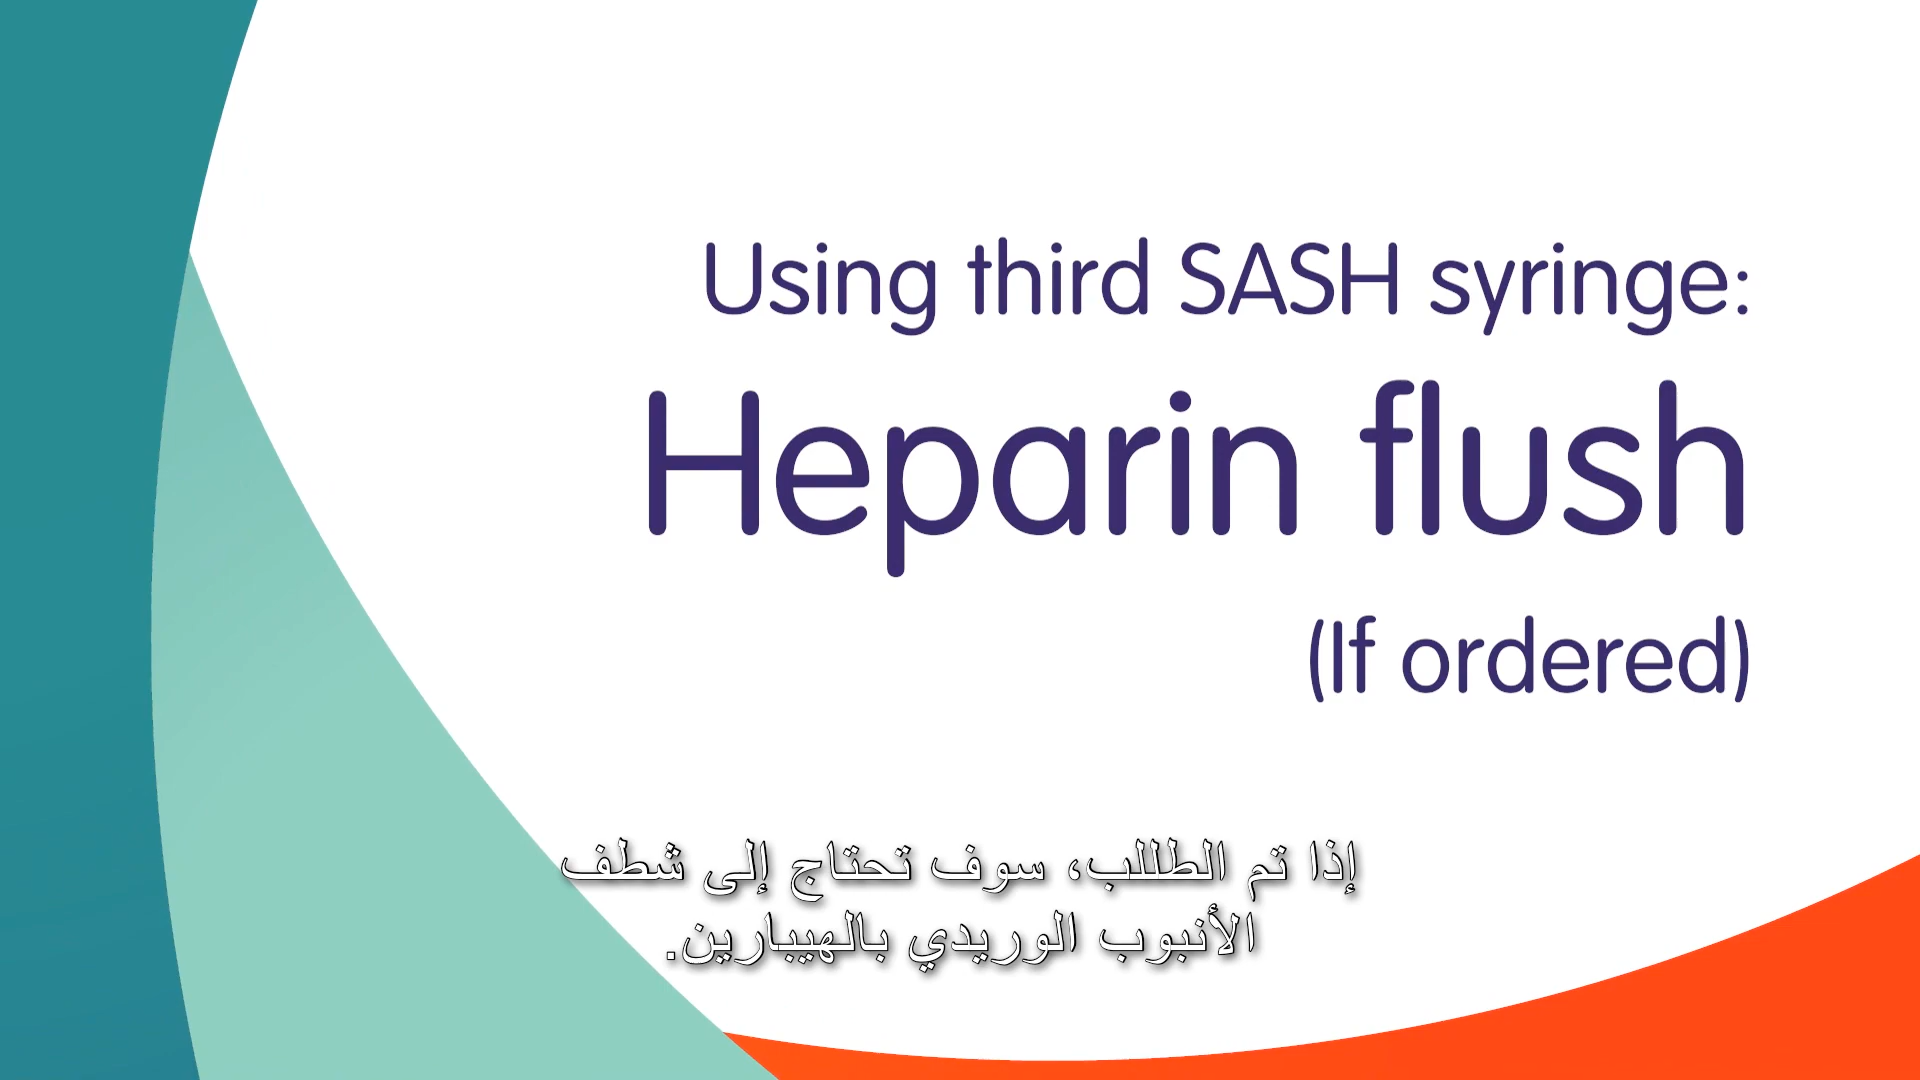 Using third SASH syringe:
Heparin flush
(If ordered)
إذا تم الطللب، سوف تحتاج إلى شطف
الأنبوب الوريدي بالهيبارين.